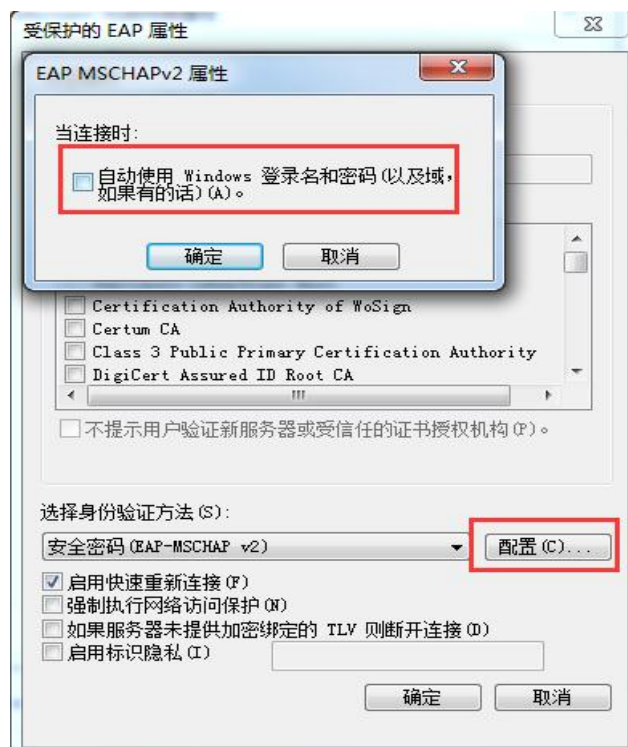 受保护的 EAP 属性
EAP MSCHAPv2 属性
当连接时:
自动使用 Windows 登录名和密码(以及域,
如果有的话)(A)。
确定
取消
Certification Authority of WoSign
Certum CA
Class 3 Public Primary Certification Authority
DigiCert Assured ID Root CA
不提示用户验证新服务器或受信任的证书授权机构(P)。
选择身份验证方法(S):
安全密码(EAP-MSCHAP v2)
配置(C)...
启用快速重新连接(F)
强制执行网络访问保护(N)
如果服务器未提供加密绑定的 TLV 则断开连接(D)
启用标识隐私(I)
确定
取消